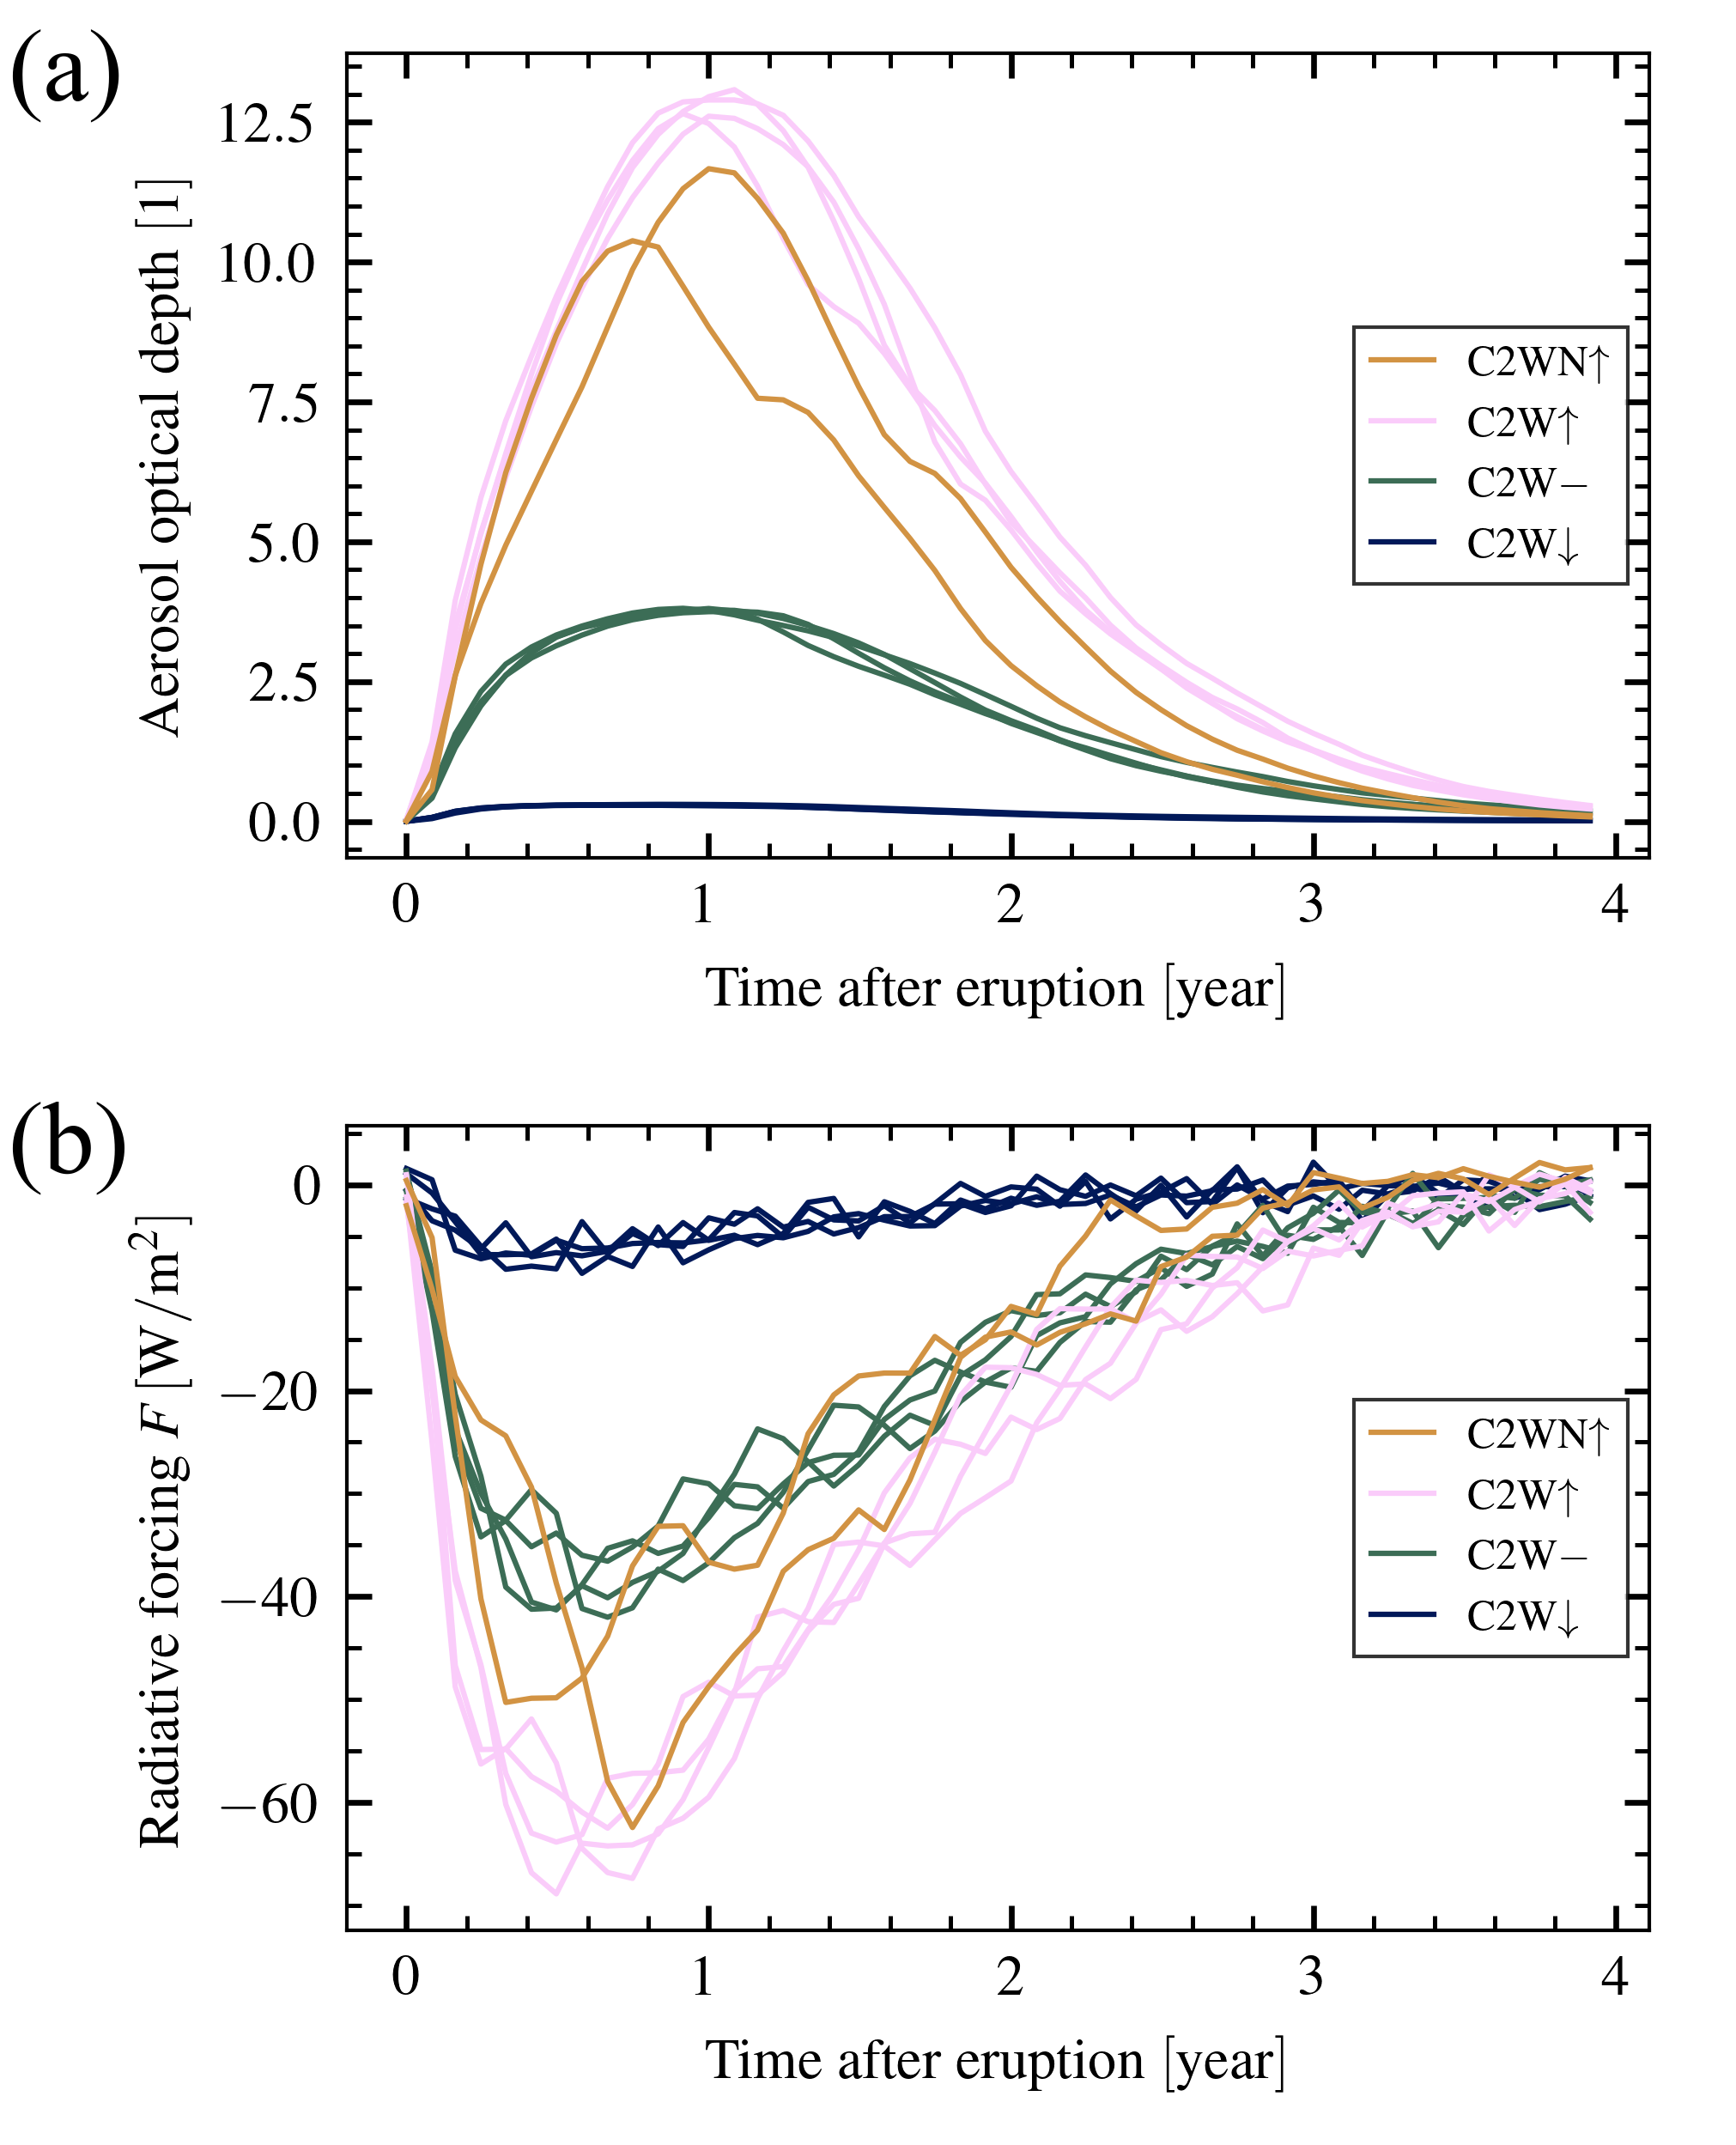 (a)
Aerosol optical depth [1]
12.5
10.0
7.5
5.0
2.5
0.0
C2WN↑
C2W↑
C2W−
C2W↓
0 1 2 3 4
Time after eruption [year]
(b)
Radiative forcing F [W/m²]
0
−20
−40
−60
C2WN↑
C2W↑
C2W−
C2W↓
0 1 2 3 4
Time after eruption [year]